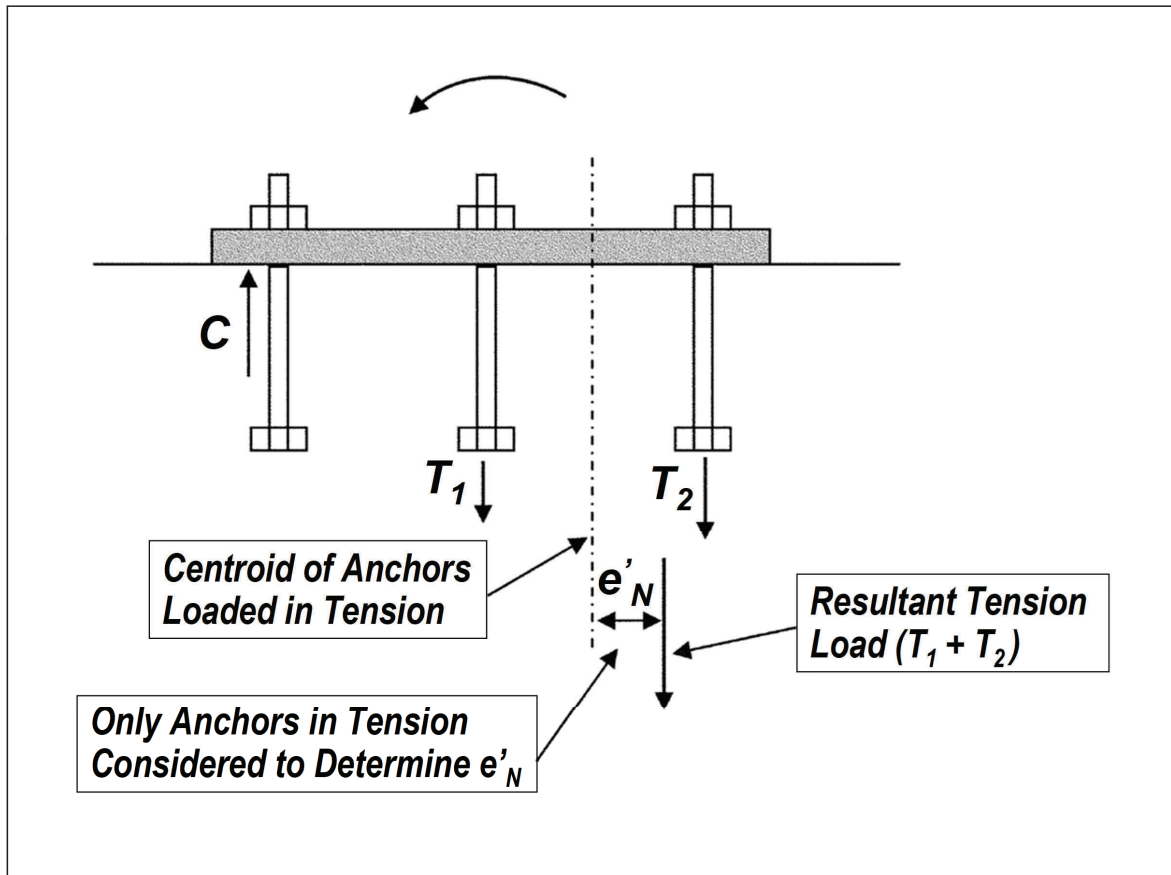 C
T₁
T₂
Centroid of Anchors
Loaded in Tension
e'N
Resultant Tension
Load (T₁ + T₂)
Only Anchors in Tension
Considered to Determine e'N